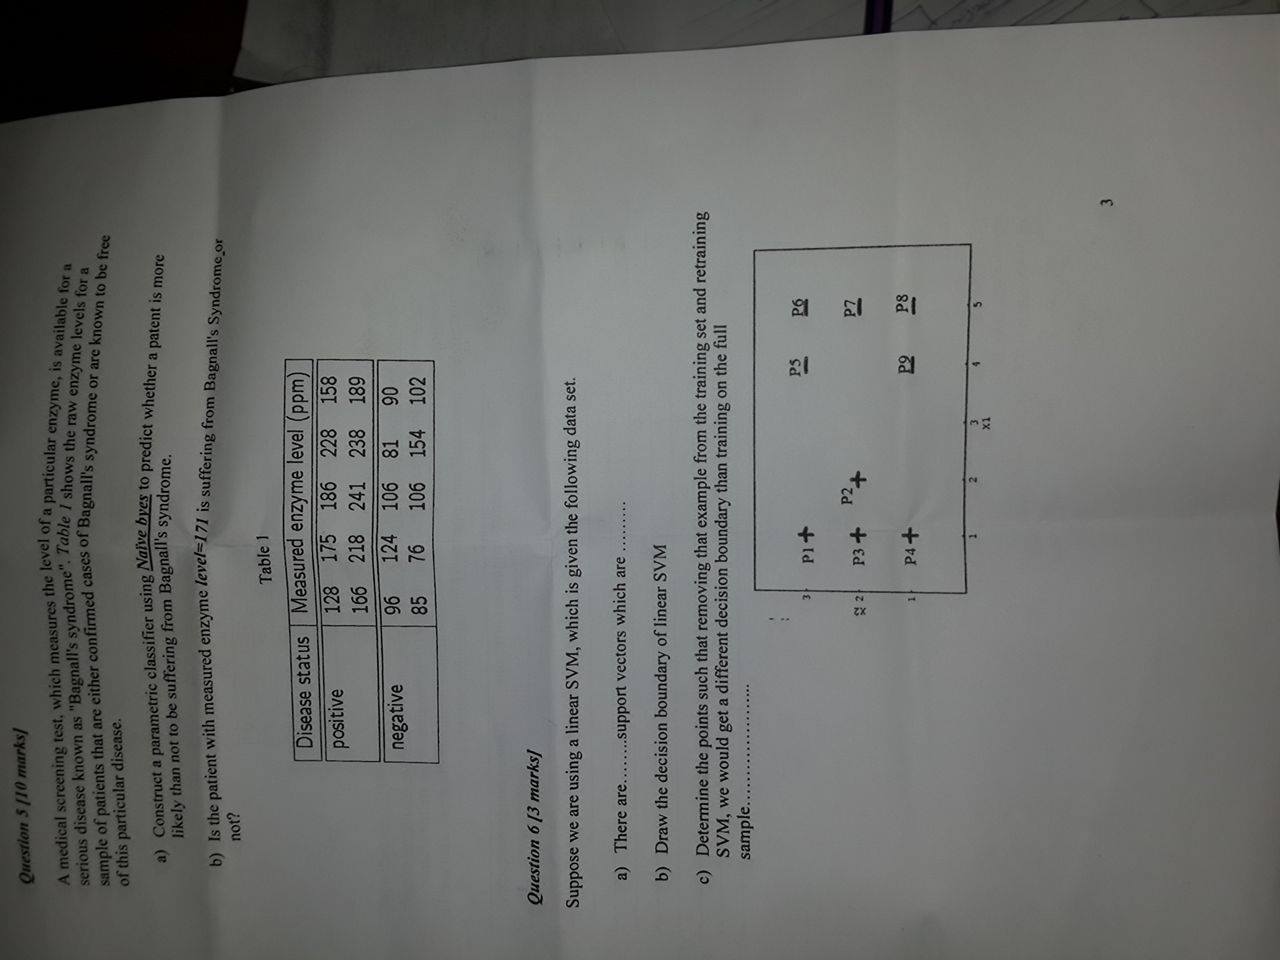 Question 5 [10 marks]
A medical screening test, which measures the level of a particular enzyme, is available for a
serious disease known as "Bagnall's syndrome". Table 1 shows the raw enzyme levels for a
sample of patients that are either confirmed cases of Bagnall's syndrome or are known to be free
of this particular disease.
a) Construct a parametric classifier using Naïve byes to predict whether a patent is more
likely than not to be suffering from Bagnall's syndrome.
b) Is the patient with measured enzyme level=171 is suffering from Bagnall's Syndrome or
not?
Table 1
Disease status Measured enzyme level (ppm)
positive 128 175 186 228 158
166 218 241 238 189
negative 96 124 106 81 90
85 76 106 154 102
Question 6 [3 marks]
Suppose we are using a linear SVM, which is given the following data set.
a) There are........support vectors which are .........
b) Draw the decision boundary of linear SVM
c) Determine the points such that removing that example from the training set and retraining
SVM, we would get a different decision boundary than training on the full
sample.....................
P5 P6
3 P1+
x2 2 P3+ P2+ P7
1 P4+ P9 P8
1 2 3 4 5
X1
3